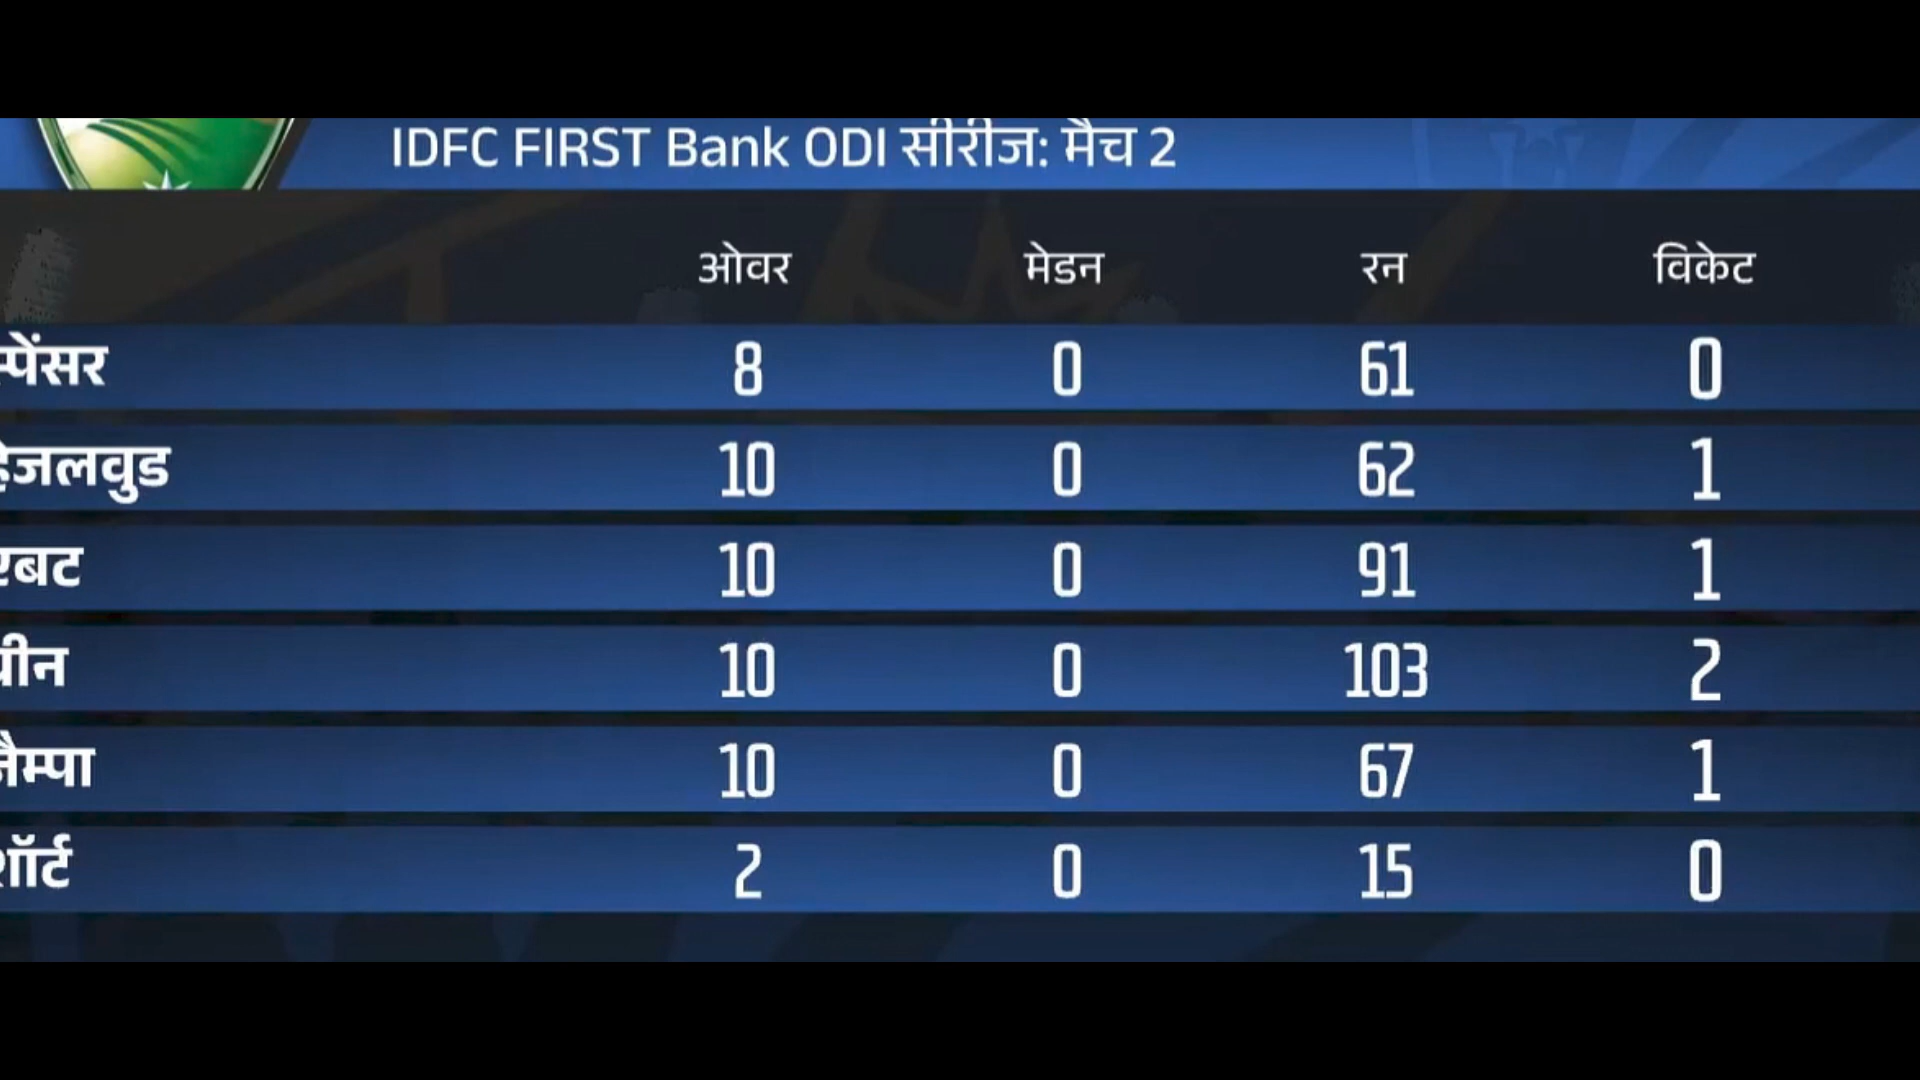 IDFC FIRST Bank ODI सीरीज: मैच 2
ओवर मेडन रन विकेट
स्पेंसर 8 0 61 0
हेजलवुड 10 0 62 1
एबट 10 0 91 1
ग्रीन 10 0 103 2
जैम्पा 10 0 67 1
शॉर्ट 2 0 15 0